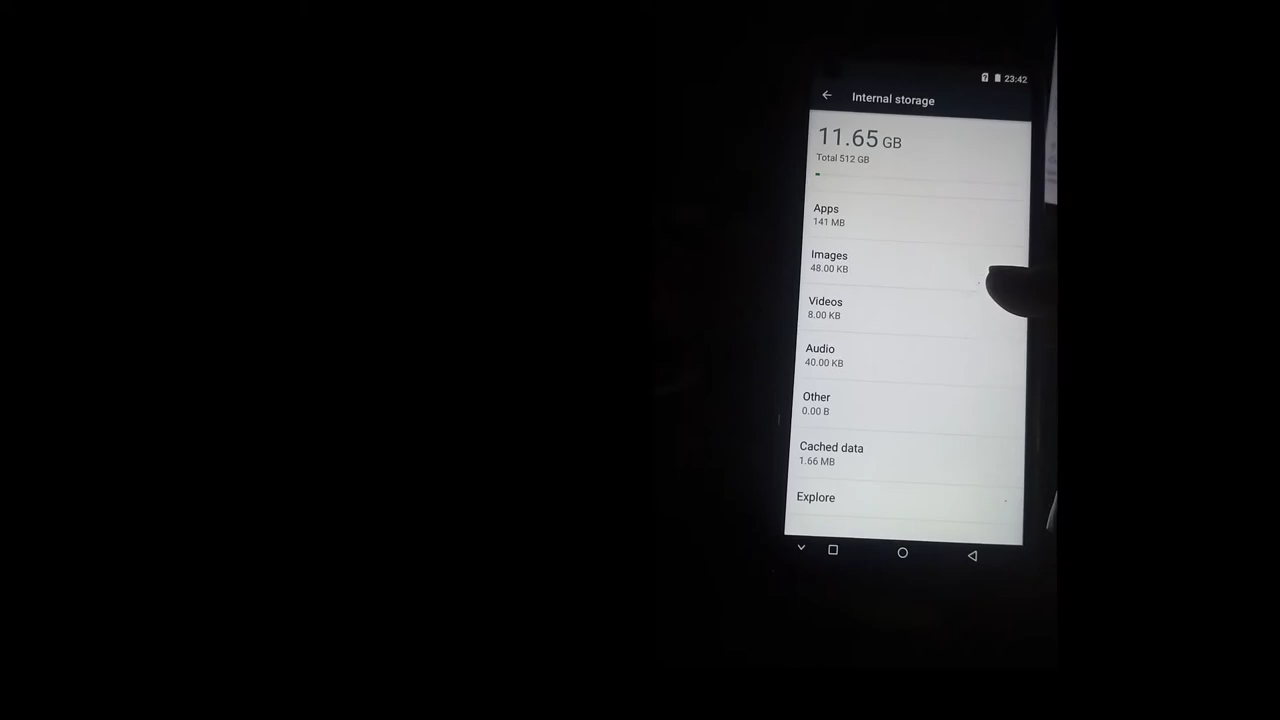 23:42
Internal storage
11.65 GB
Total 512 GB
Apps
141 MB
Images
48.00 KB
Videos
8.00 KB
Audio
40.00 KB
Other
0.00 B
Cached data
1.66 MB
Explore